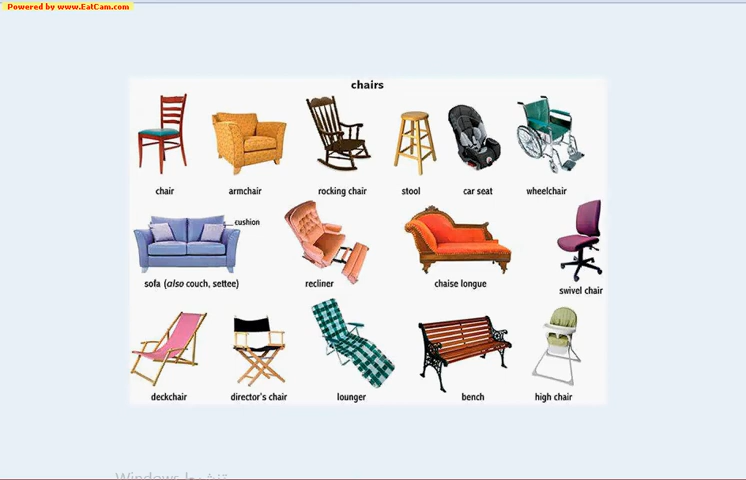 Powered by www.EatCam.com
chairs
chair armchair rocking chair stool car seat wheelchair
cushion
sofa (also couch, settee) recliner chaise longue swivel chair
deckchair director's chair lounger bench high chair